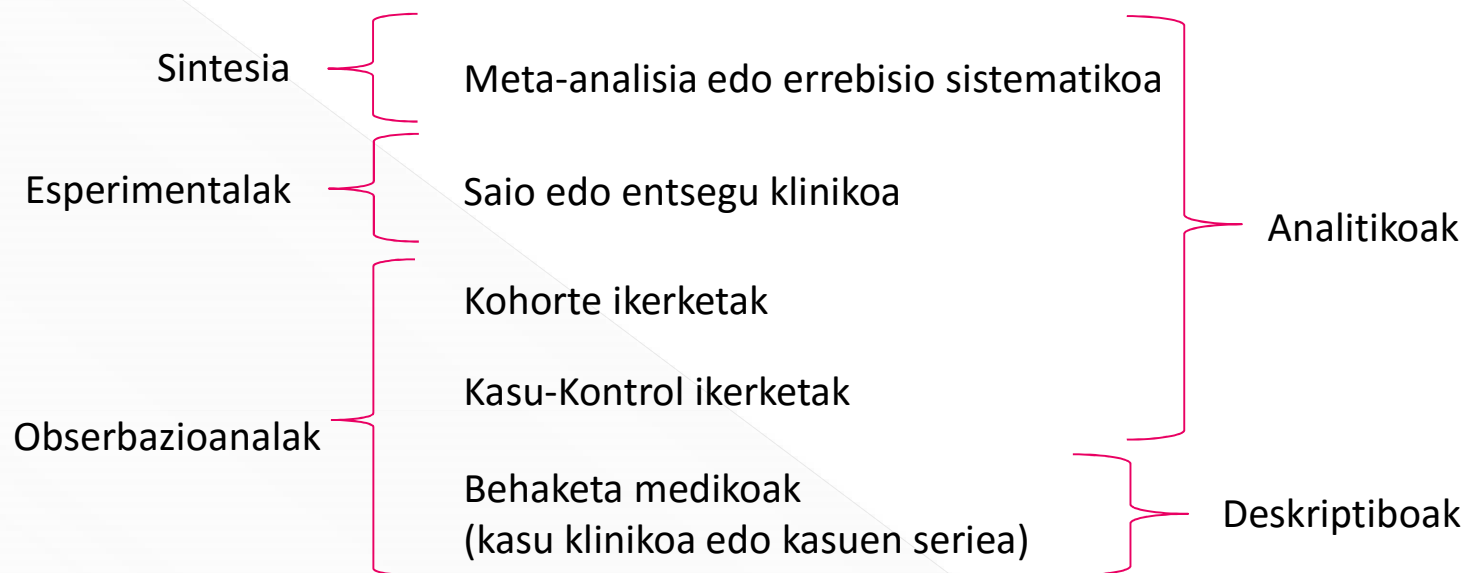 Sintesia
Meta-analisia edo errebisio sistematikoa
Esperimentalak
Saio edo entsegu klinikoa
Analitikoak
Kohorte ikerketak
Kasu-Kontrol ikerketak
Obserbazioanalak
Behaketa medikoak
(kasu klinikoa edo kasuen seriea)
Deskriptiboak